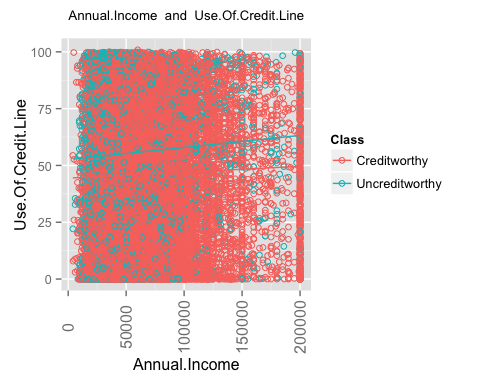 Annual.Income and Use.Of.Credit.Line
100
75
50
25
0
Use.Of.Credit.Line
0
50000
100000
150000
200000
Annual.Income
Class
Creditworthy
Uncreditworthy